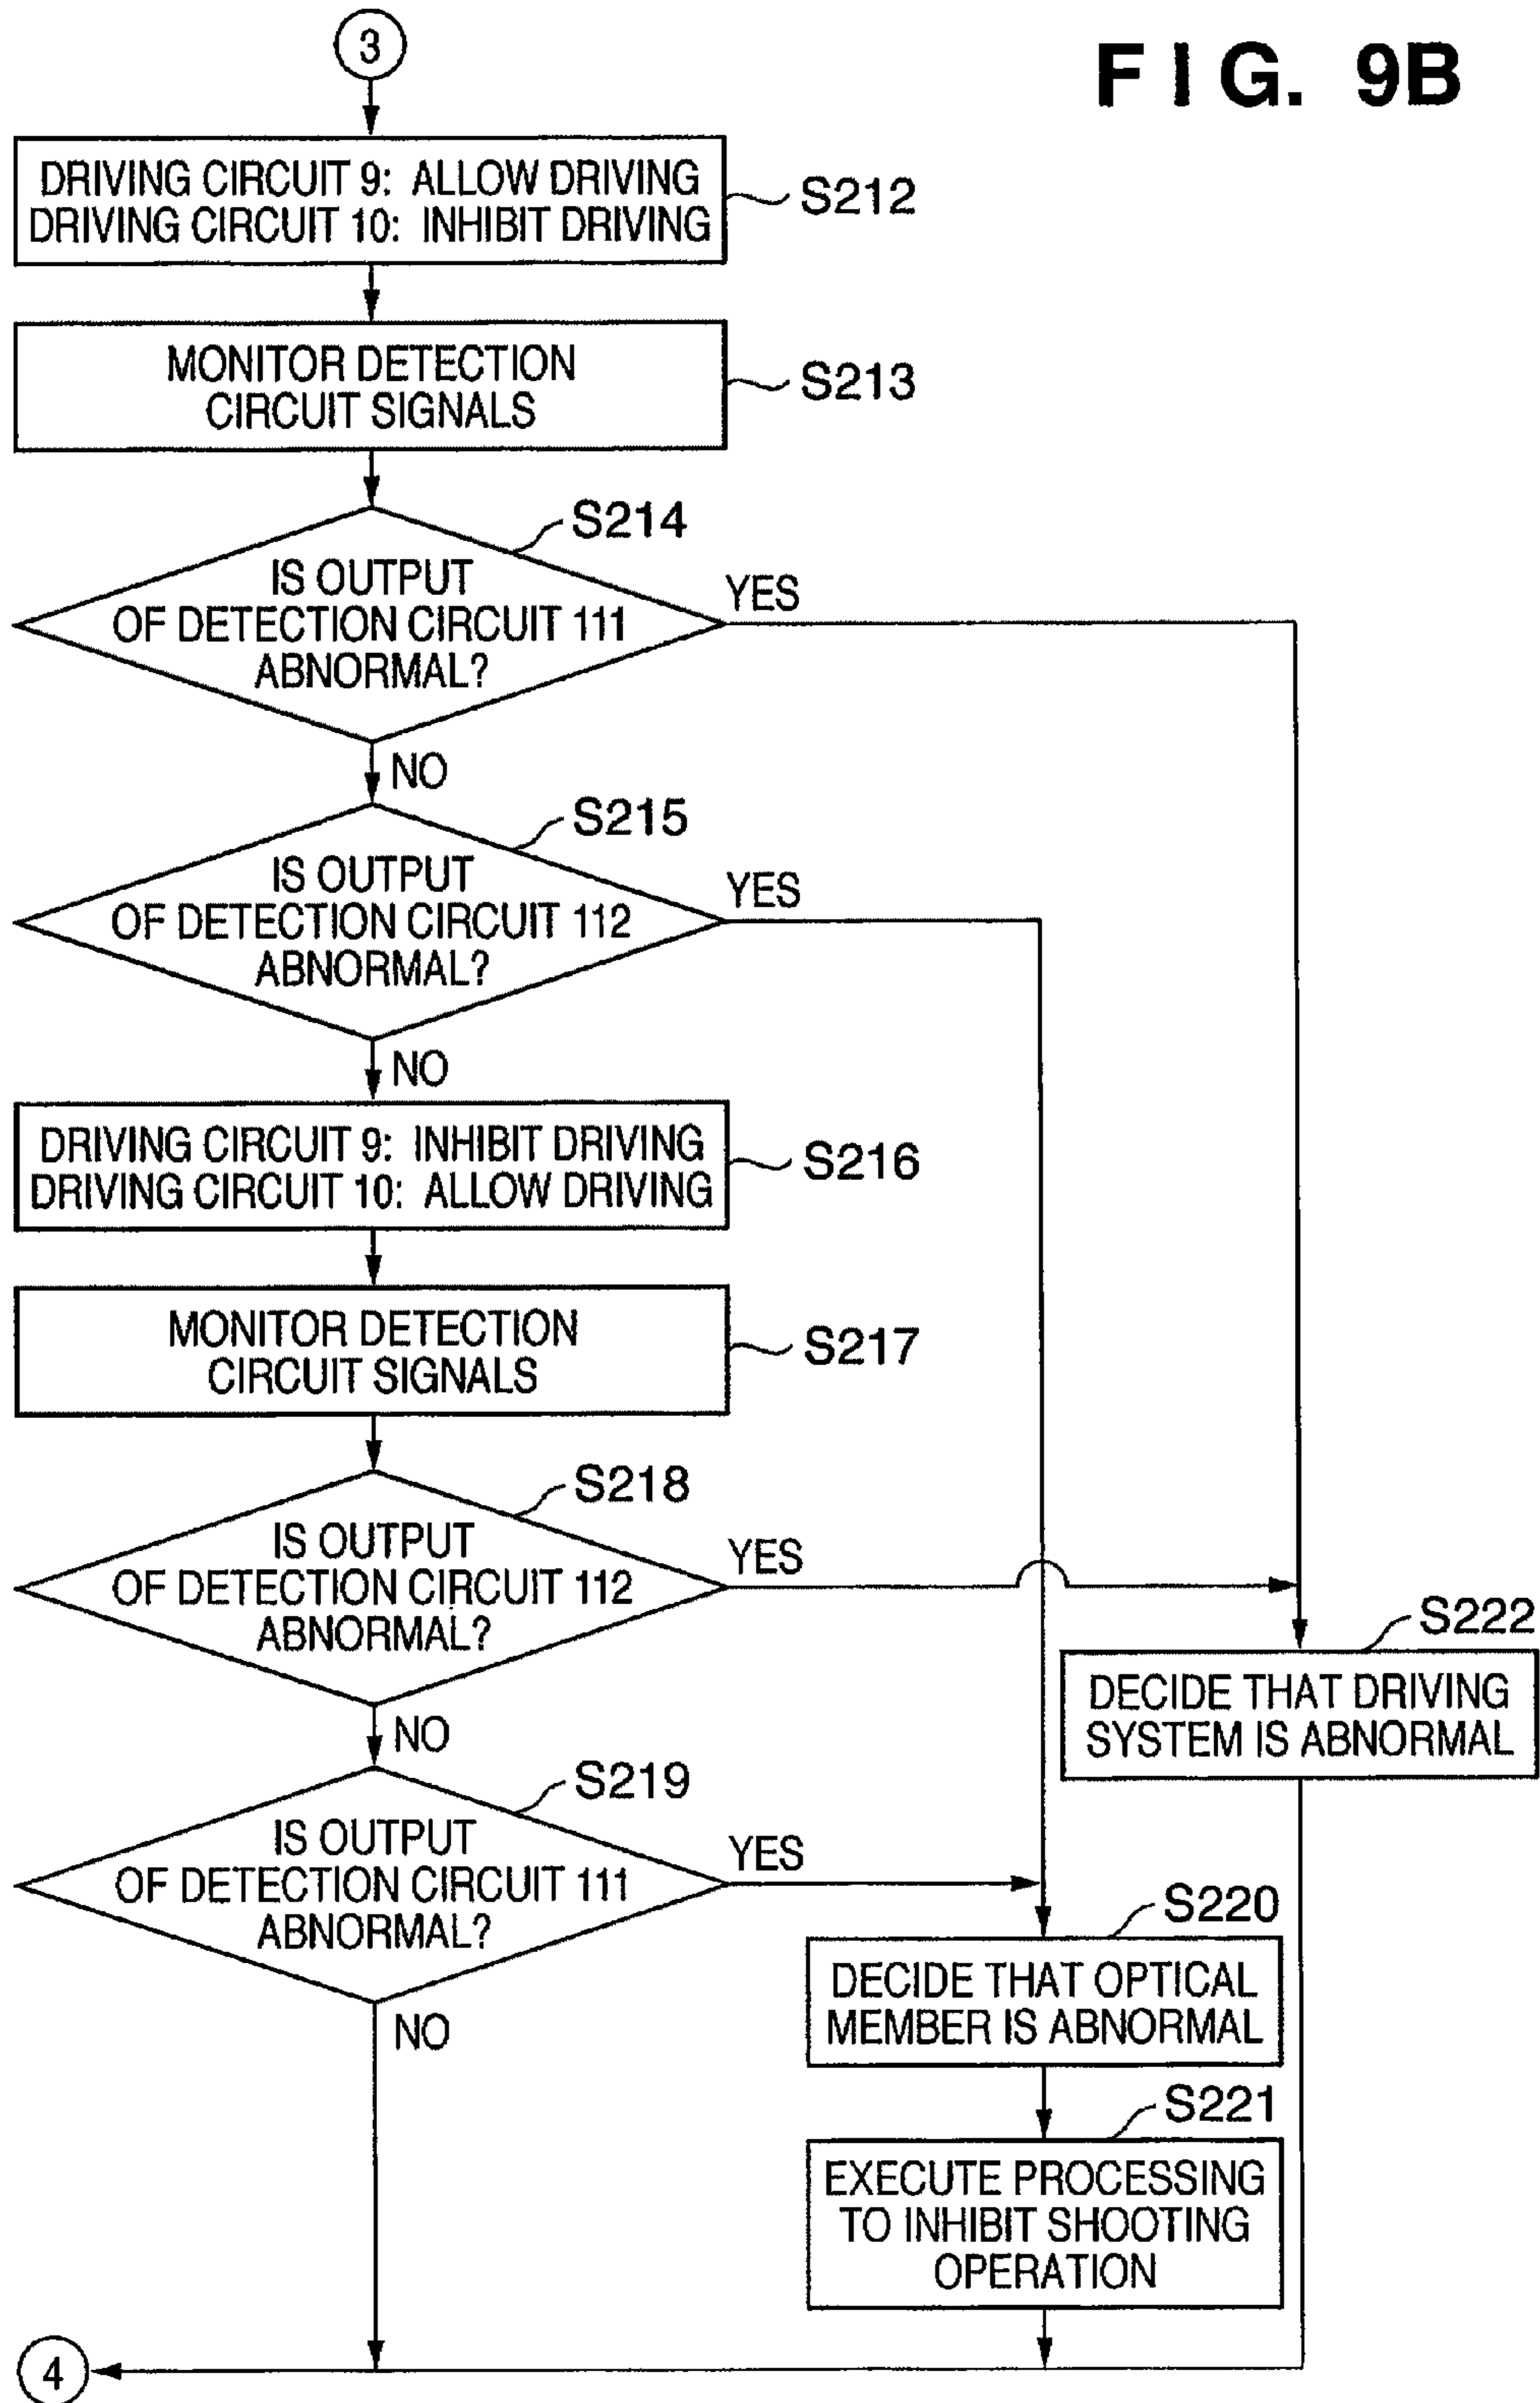 3
F I G. 9B
DRIVING CIRCUIT 9: ALLOW DRIVING
DRIVING CIRCUIT 10: INHIBIT DRIVING
S212
MONITOR DETECTION
CIRCUIT SIGNALS
S213
S214
IS OUTPUT
OF DETECTION CIRCUIT 111
ABNORMAL?
YES
NO
S215
IS OUTPUT
OF DETECTION CIRCUIT 112
ABNORMAL?
YES
NO
DRIVING CIRCUIT 9: INHIBIT DRIVING
DRIVING CIRCUIT 10: ALLOW DRIVING
S216
MONITOR DETECTION
CIRCUIT SIGNALS
S217
S218
IS OUTPUT
OF DETECTION CIRCUIT 112
ABNORMAL?
YES
NO
S222
DECIDE THAT DRIVING
SYSTEM IS ABNORMAL
S219
IS OUTPUT
OF DETECTION CIRCUIT 111
ABNORMAL?
YES
NO
S220
DECIDE THAT OPTICAL
MEMBER IS ABNORMAL
S221
EXECUTE PROCESSING
TO INHIBIT SHOOTING
OPERATION
4